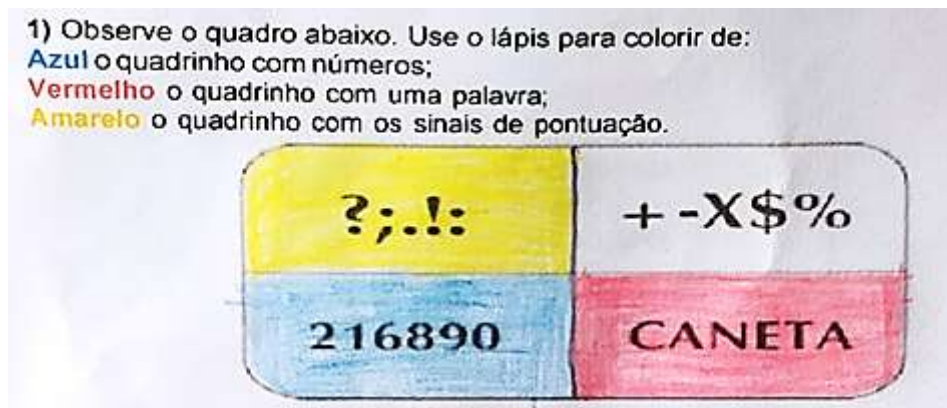 1) Observe o quadro abaixo. Use o lápis para colorir de:
Azul o quadrinho com números;
Vermelho o quadrinho com uma palavra;
Amarelo o quadrinho com os sinais de pontuação.
?;.!: + -X$%
216890 CANETA